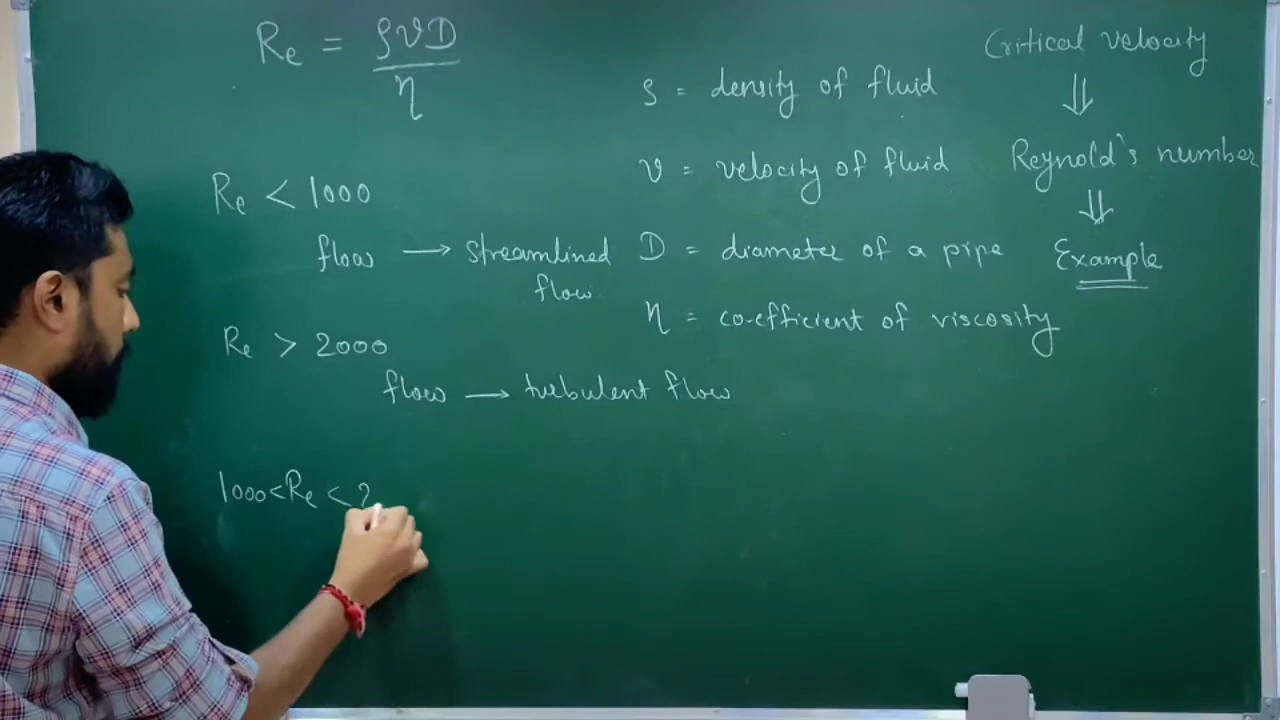 Re = ρvD/η
Re < 1000
flow → streamlined flow
Re > 2000
flow → turbulent flow
1000<Re < 2
ρ = density of fluid
v = velocity of fluid
D = diameter of a pipe
η = co-efficient of viscosity
Critical velocity
⇓
Reynold's number
⇓
Example